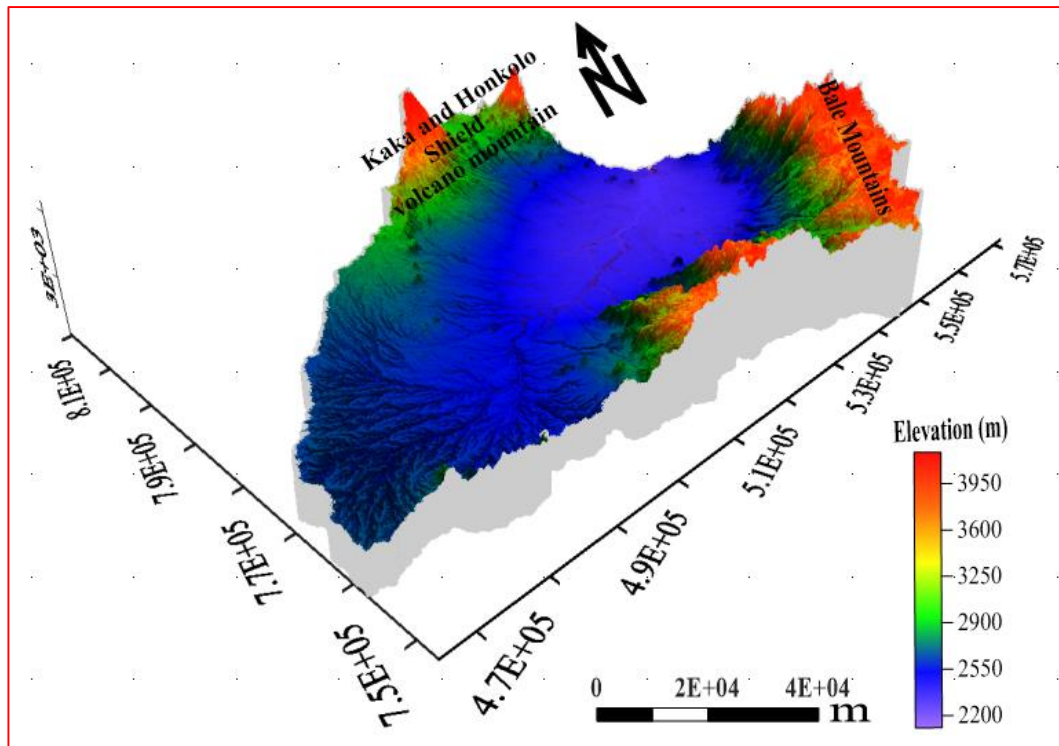 Kaka and Honkolo
Shield
volcano mountain
N
Bale Mountains
3E+03
8.1E+05
7.9E+05
7.7E+05
7.5E+05
4.7E+05
4.9E+05
5.1E+05
5.3E+05
5.5E+05
5.7E+05
Elevation (m)
3950
3600
3250
2900
2550
2200
0 2E+04 4E+04
m